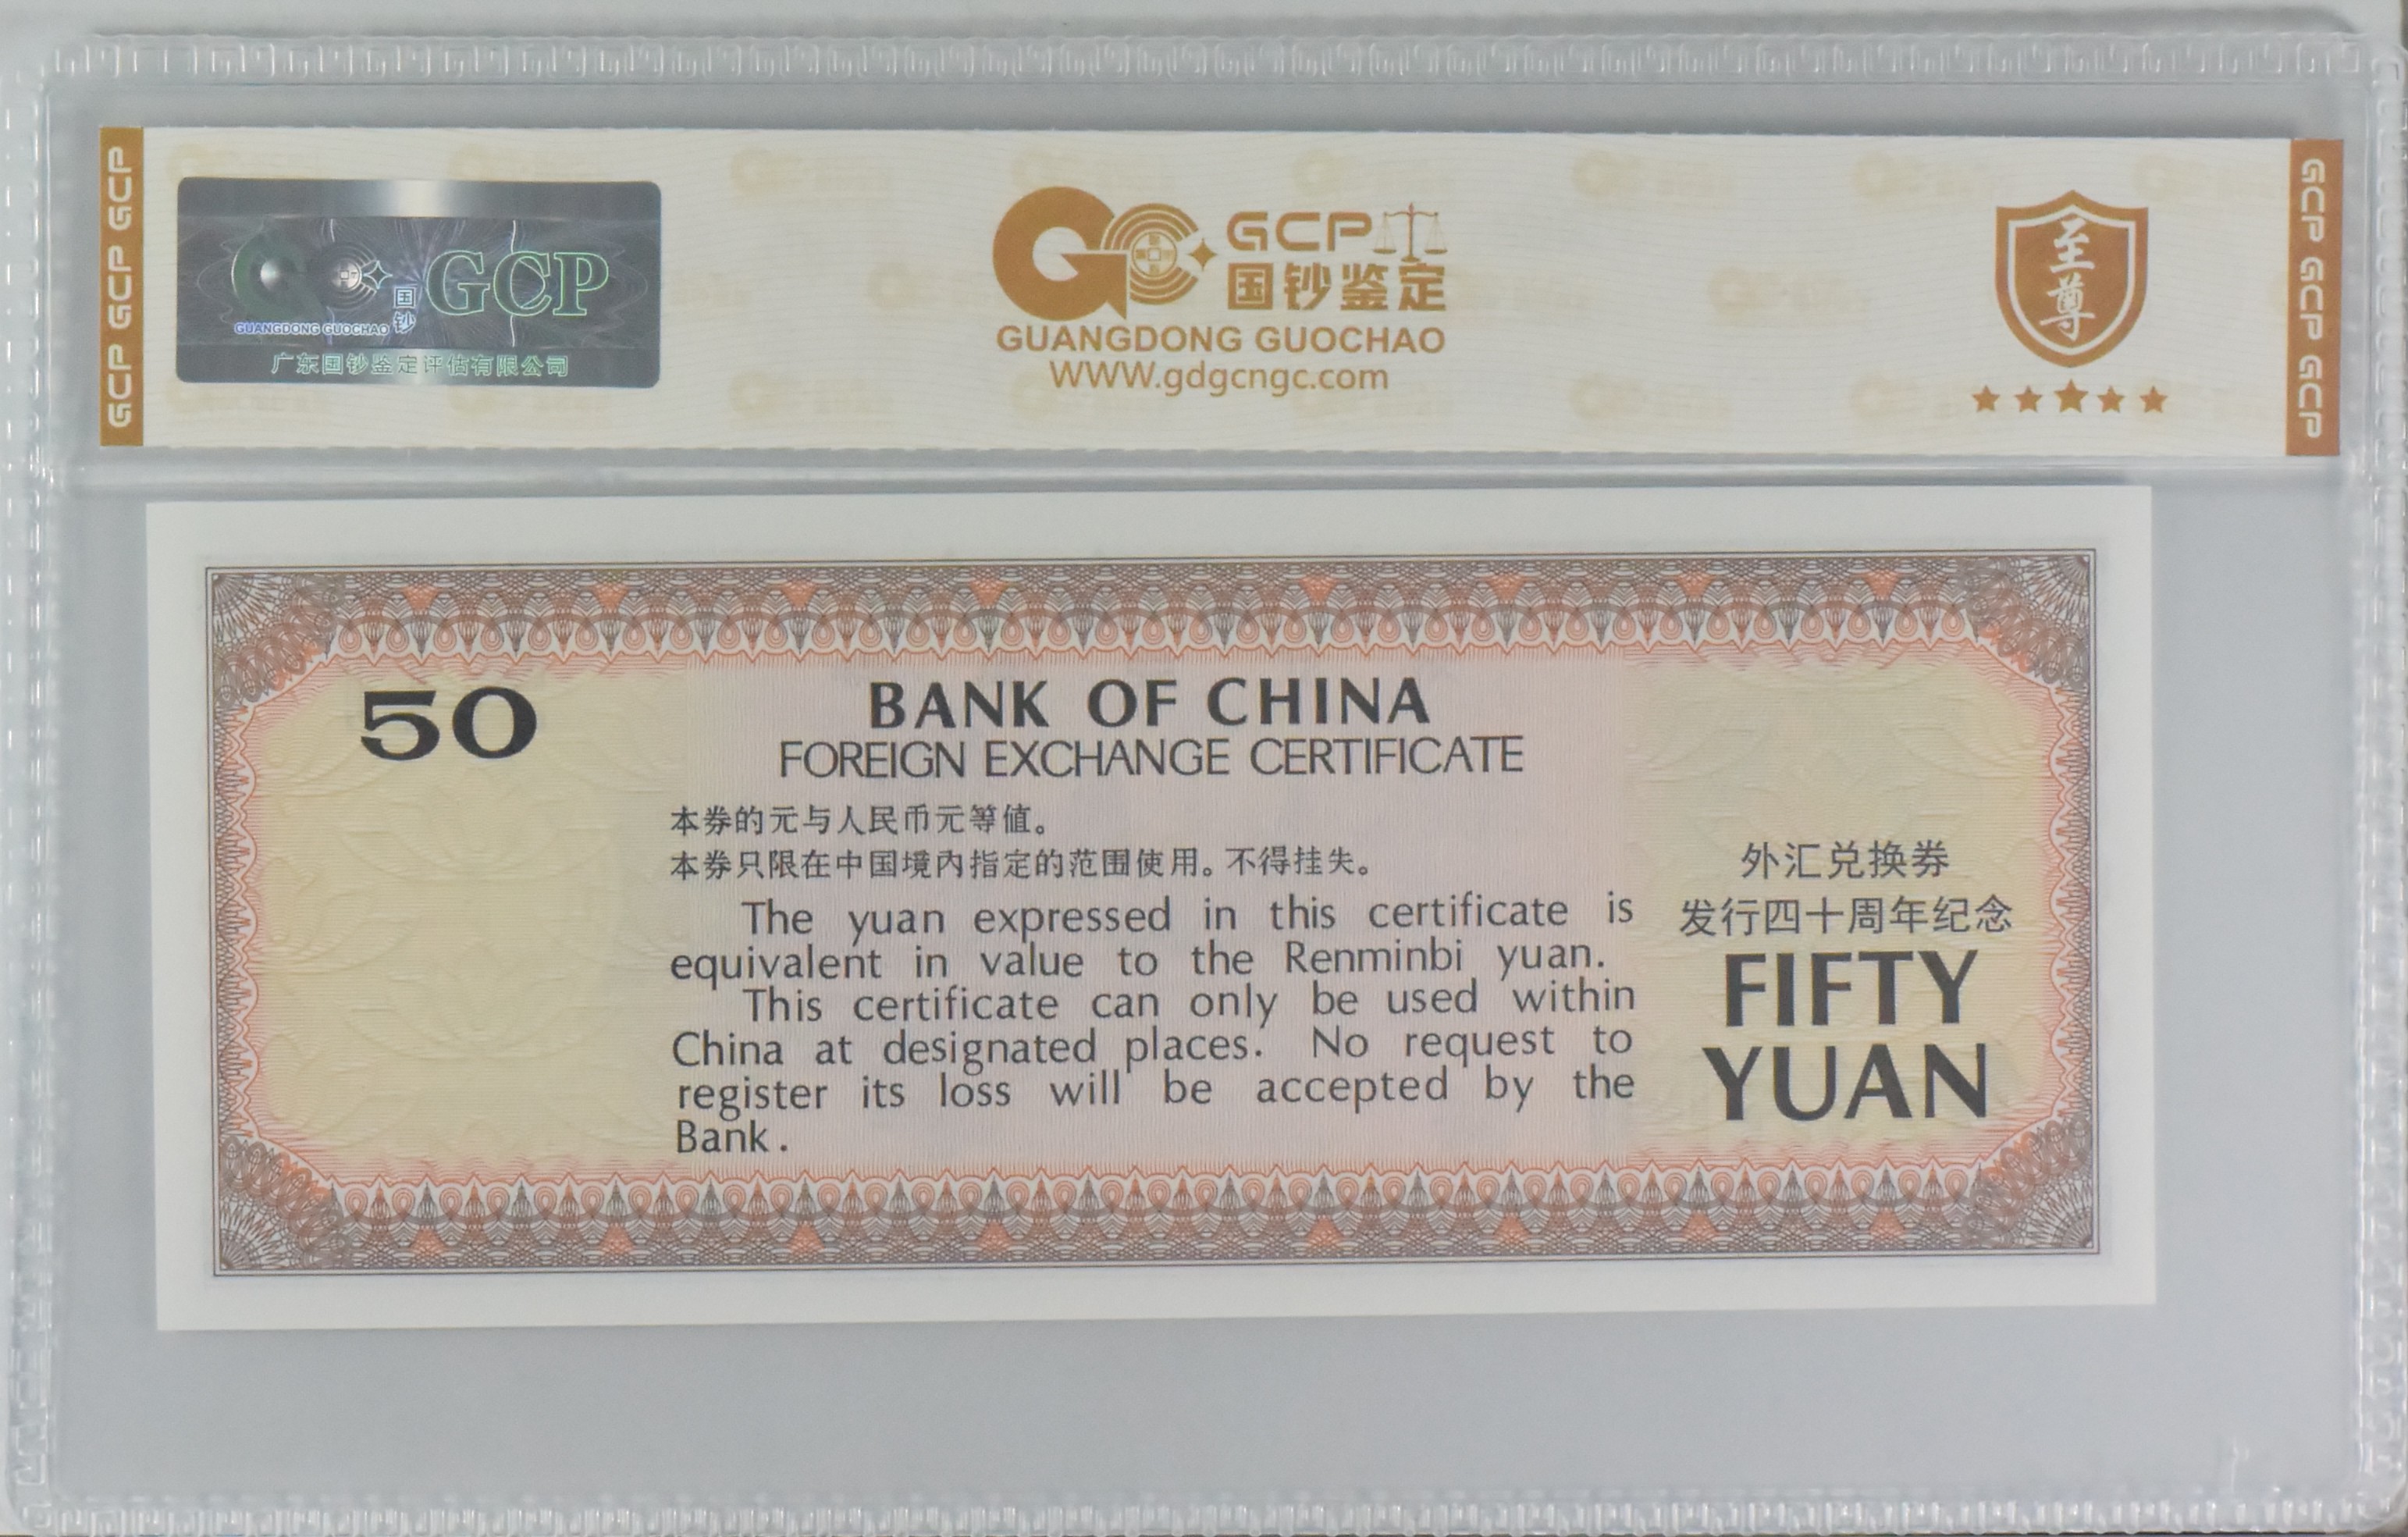 GCP GCP GCP
GUANGDONG GUOCHAO
国钞
GCP
广东国钞鉴定评估有限公司
GCP
国钞鉴定
GUANGDONG GUOCHAO
WWW.gdgcngc.com
至尊
GCP GCP GCP
50
BANK OF CHINA
FOREIGN EXCHANGE CERTIFICATE
本券的元与人民币元等值。
本券只限在中国境内指定的范围使用。不得挂失。
The yuan expressed in this certificate is
equivalent in value to the Renminbi yuan.
This certificate can only be used within
China at designated places. No request to
register its loss will be accepted by the
Bank.
外汇兑换券
发行四十周年纪念
FIFTY
YUAN